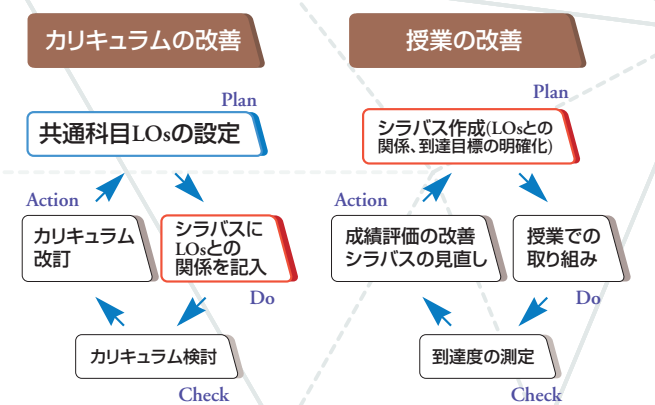 カリキュラムの改善
Plan
共通科目LOsの設定
Action
カリキュラム
改訂
シラバスに
LOsとの
関係を記入
Do
カリキュラム検討
Check
授業の改善
Plan
シラバス作成(LOsとの
関係、到達目標の明確化)
Action
成績評価の改善
シラバスの見直し
授業での
取り組み
Do
到達度の測定
Check